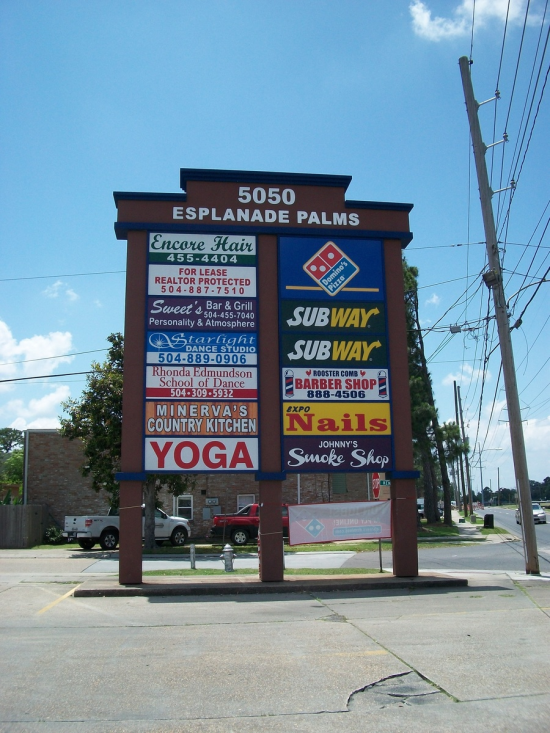 5050
ESPLANADE PALMS
Encore Hair
455-4404
FOR LEASE
REALTOR PROTECTED
504-887-7510
Sweet's Bar & Grill
504-455-7040
Personality & Atmosphere
Starlight
DANCE STUDIO
504-889-0906
Rhonda Edmundson
School of Dance
504-309-5932
MINERVA'S
COUNTRY KITCHEN
YOGA
Domino's
Pizza
SUBWAY
SUBWAY
ROOSTER COMB
BARBER SHOP
888-4506
EXPO
Nails
JOHNNY'S
Smoke Shop